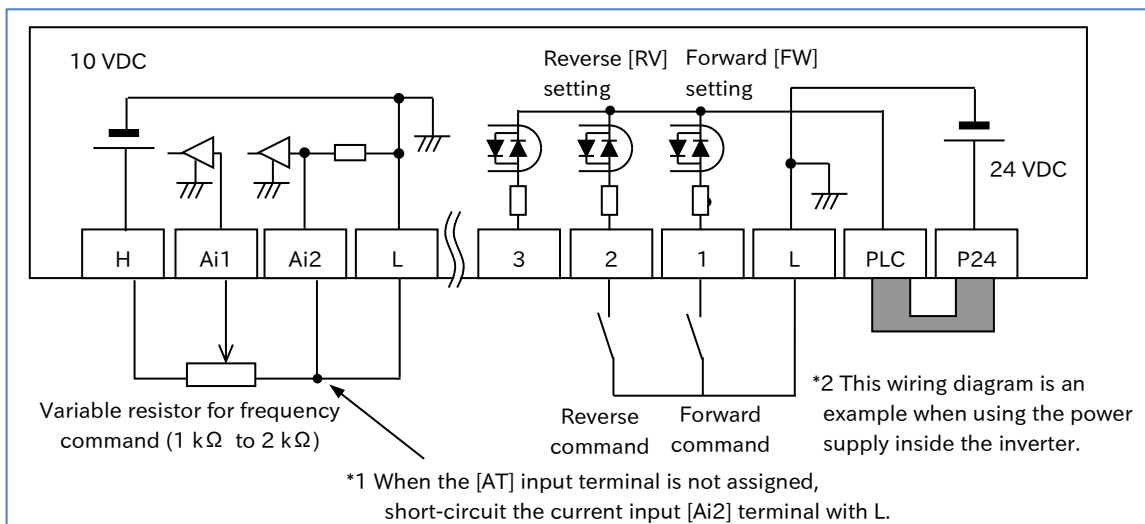 10 VDC
Reverse [RV]
setting
Forward [FW]
setting
24 VDC
H
Ai1
Ai2
L
3
2
1
L
PLC
P24
Variable resistor for frequency
command (1 kΩ to 2 kΩ)
Reverse
command
Forward
command
*2 This wiring diagram is an
example when using the power
supply inside the inverter.
*1 When the [AT] input terminal is not assigned,
short-circuit the current input [Ai2] terminal with L.